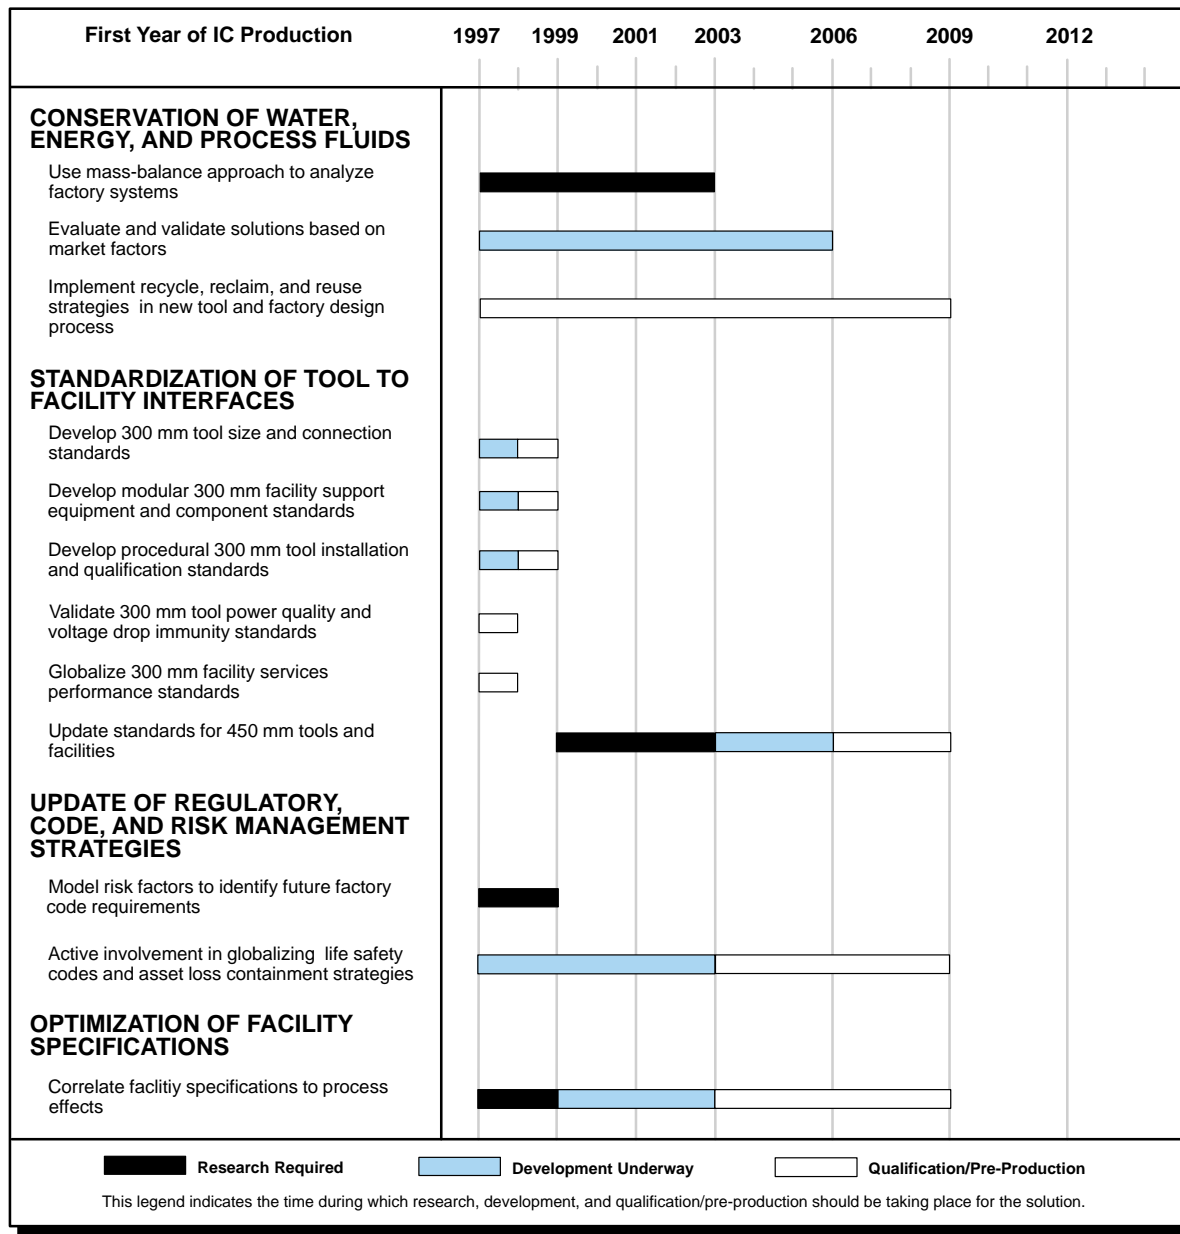 First Year of IC Production 1997 1999 2001 2003 2006 2009 2012
CONSERVATION OF WATER,
ENERGY, AND PROCESS FLUIDS
Use mass-balance approach to analyze
factory systems
Evaluate and validate solutions based on
market factors
Implement recycle, reclaim, and reuse
strategies in new tool and factory design
process
STANDARDIZATION OF TOOL TO
FACILITY INTERFACES
Develop 300 mm tool size and connection
standards
Develop modular 300 mm facility support
equipment and component standards
Develop procedural 300 mm tool installation
and qualification standards
Validate 300 mm tool power quality and
voltage drop immunity standards
Globalize 300 mm facility services
performance standards
Update standards for 450 mm tools and
facilities
UPDATE OF REGULATORY,
CODE, AND RISK MANAGEMENT
STRATEGIES
Model risk factors to identify future factory
code requirements
Active involvement in globalizing life safety
codes and asset loss containment strategies
OPTIMIZATION OF FACILITY
SPECIFICATIONS
Correlate faclitiy specifications to process
effects
Research Required Development Underway Qualification/Pre-Production
This legend indicates the time during which research, development, and qualification/pre-production should be taking place for the solution.